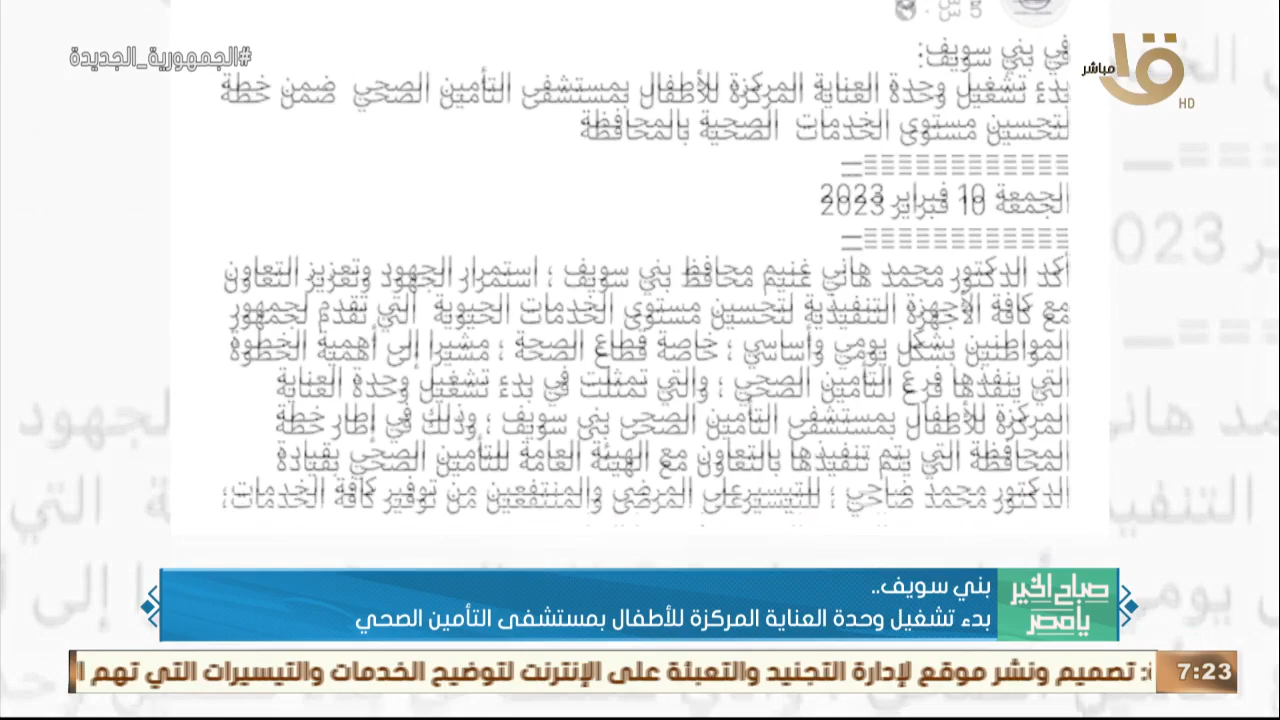 #الجمهورية_الجديدة
مباشر
HD
5 س
في بني سويف:
بدء تشغيل وحدة العناية المركزة للأطفال بمستشفى التأمين الصحي ضمن خطة
لتحسين مستوى الخدمات الصحية بالمحافظة
الجمعة 10 فبراير 2023
أكد الدكتور محمد هاني غنيم محافظ بني سويف ، استمرار الجهود وتعزيز التعاون
مع كافة الأجهزة التنفيذية لتحسين مستوى الخدمات الحيوية التي تقدم لجمهور
المواطنين بشكل يومي وأساسي ، خاصة قطاع الصحة ، مشيرا إلى أهمية الخطوة
التي ينفذها فرع التأمين الصحي ، والتي تمثلت في بدء تشغيل وحدة العناية
المركزة للأطفال بمستشفى التأمين الصحى بنى سويف ، وذلك في إطار خطة
المحافظة التي يتم تنفيذها بالتعاون مع الهيئة العامة للتأمين الصحي بقيادة
الدكتور محمد ضاحي ، للتيسيرعلى المرضى والمنتفعين من توفير كافة الخدمات،
صباح الخير
يا مصر
بني سويف..
بدء تشغيل وحدة العناية المركزة للأطفال بمستشفى التأمين الصحي
7:23
: تصميم ونشر موقع لإدارة التجنيد والتعبئة على الإنترنت لتوضيح الخدمات والتيسيرات التي تهم ا